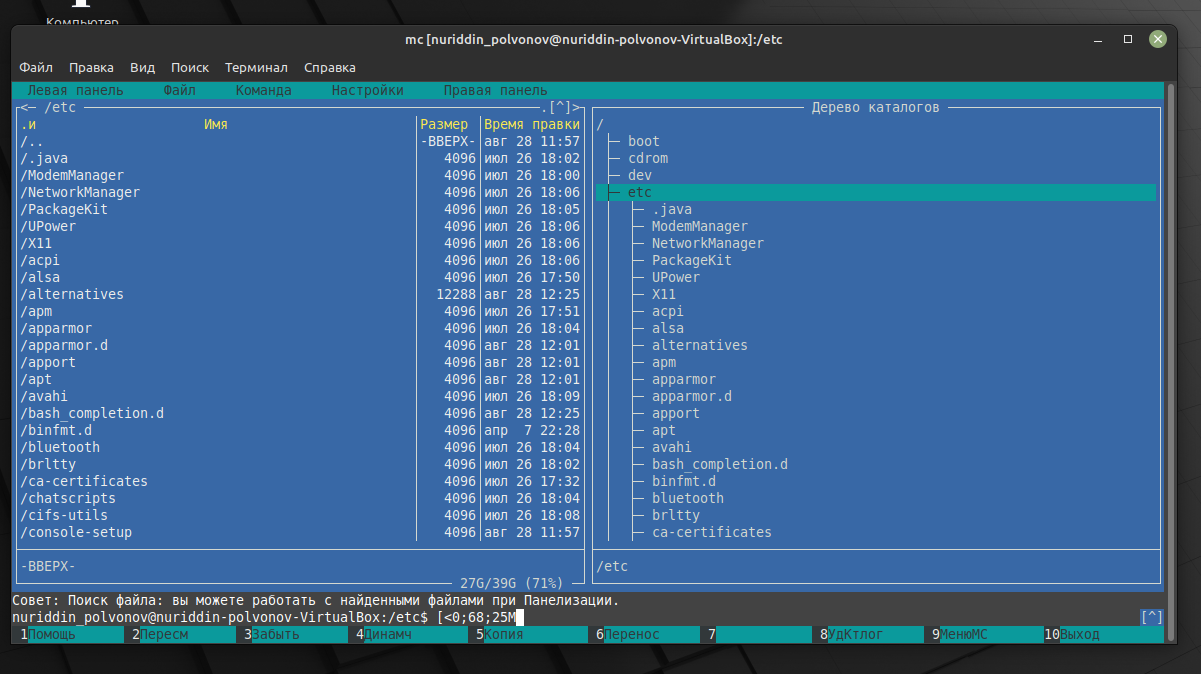 Компьютер
mc [nuriddin_polvonov@nuriddin-polvonov-VirtualBox]:/etc
Файл Правка Вид Поиск Терминал Справка
Левая панель Файл Команда Настройки Правая панель
<─ /etc .[^]> Дерево каталогов
.и Имя Размер Время правки /
/.. -ВВЕРХ- авг 28 11:57 boot
/.java 4096 июл 26 18:02 cdrom
/ModemManager 4096 июл 26 18:00 dev
/NetworkManager 4096 июл 26 18:06 etc
/PackageKit 4096 июл 26 18:05 .java
/UPower 4096 июл 26 18:06 ModemManager
/X11 4096 июл 26 18:06 NetworkManager
/acpi 4096 июл 26 18:06 PackageKit
/alsa 4096 июл 26 17:50 UPower
/alternatives 12288 авг 28 12:25 X11
/apm 4096 июл 26 17:51 acpi
/apparmor 4096 июл 26 18:04 alsa
/apparmor.d 4096 авг 28 12:01 alternatives
/apport 4096 авг 28 12:01 apm
/apt 4096 авг 28 12:01 apparmor
/avahi 4096 июл 26 18:09 apparmor.d
/bash_completion.d 4096 авг 28 12:25 apport
/binfmt.d 4096 апр 7 22:28 apt
/bluetooth 4096 июл 26 18:04 avahi
/brltty 4096 июл 26 18:02 bash_completion.d
/ca-certificates 4096 июл 26 17:32 binfmt.d
/chatscripts 4096 июл 26 18:04 bluetooth
/cifs-utils 4096 июл 26 18:08 brltty
/console-setup 4096 авг 28 11:57 ca-certificates
-ВВЕРХ- /etc
27G/39G (71%)
Совет: Поиск файла: вы можете работать с найденными файлами при Панелизации.
nuriddin_polvonov@nuriddin-polvonov-VirtualBox:/etc$ [<0;68;25M [^]
1Помощь 2Пересм 3Забыть 4Динамч 5Копия 6Перенос 7 8УдКтлог 9МенюМС 10Выход